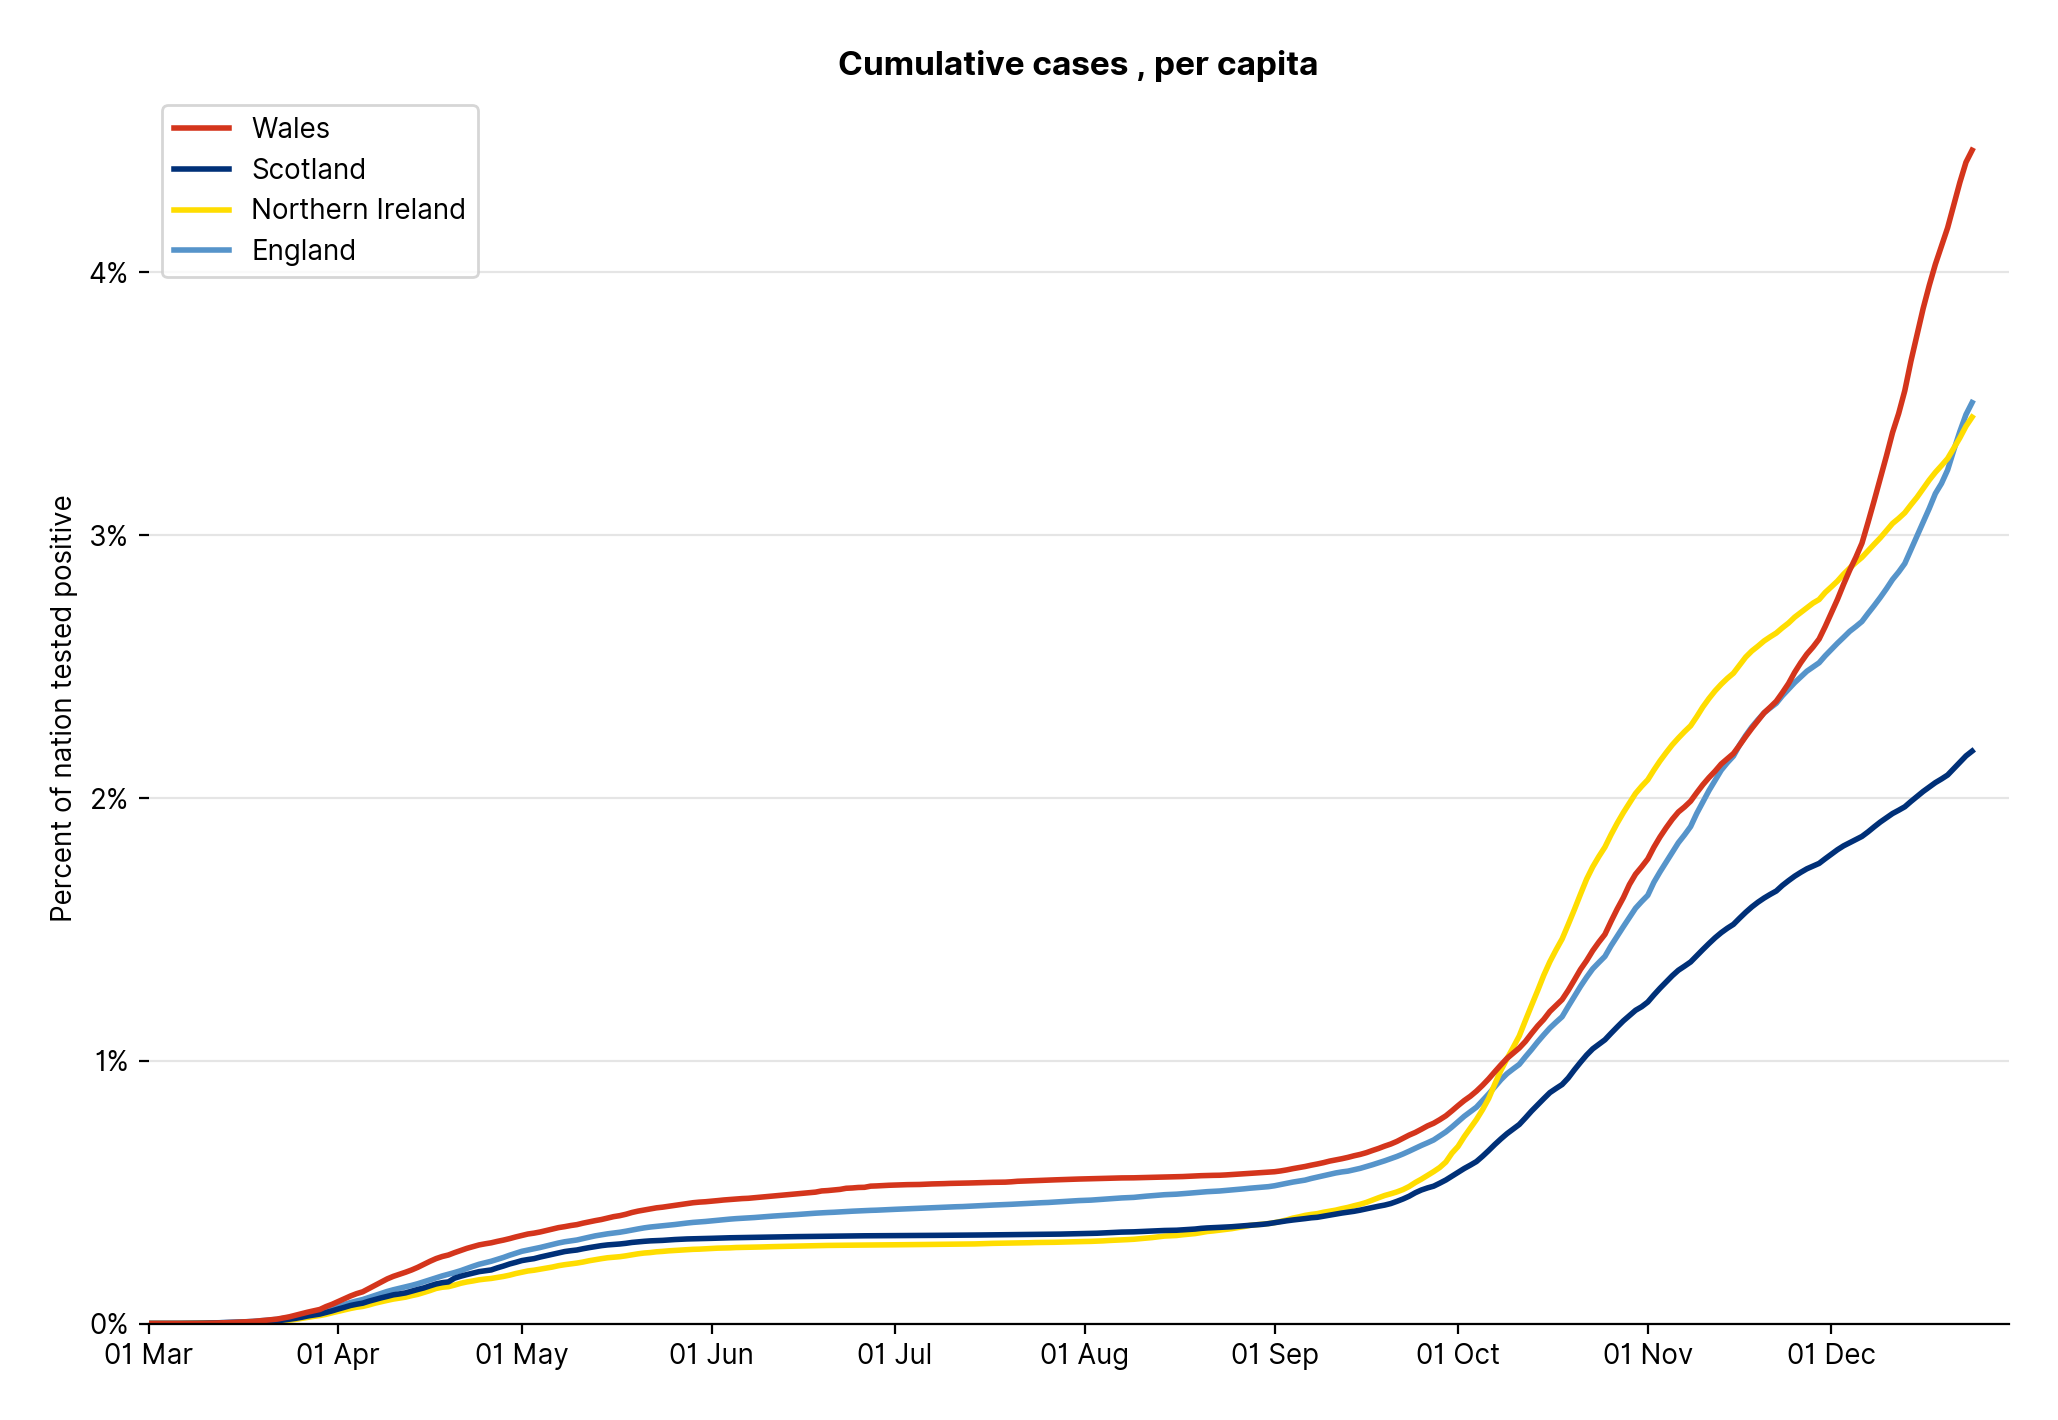 Cumulative cases , per capita
Wales
Scotland
Northern Ireland
England
Percent of nation tested positive
4%
3%
2%
1%
0%
01 Mar
01 Apr
01 May
01 Jun
01 Jul
01 Aug
01 Sep
01 Oct
01 Nov
01 Dec